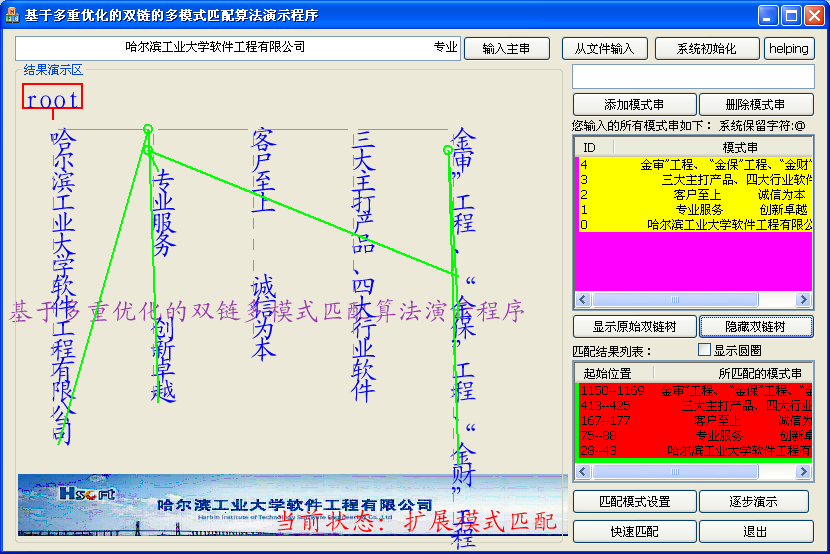 基于多重优化的双链的多模式匹配算法演示程序
哈尔滨工业大学软件工程有限公司 专业
输入主串
从文件输入
系统初始化
helping
结果演示区
root
哈尔滨工业大学软件工程有限公司
专业服务 创新卓越
客户至上 诚信为本
三大主打产品、四大行业软件
金审”工程、“金保”工程、“金财”工程
基于多重优化的双链多模式匹配算法演示程序
Hsoft
哈尔滨工业大学软件工程有限公司
当前状态：扩展模式匹配
添加模式串
删除模式串
您输入的所有模式串如下：系统保留字符:@
ID 模式串
4 金审”工程、“金保”工程、“金财”
3 三大主打产品、四大行业软件
2 客户至上 诚信为本
1 专业服务 创新卓越
0 哈尔滨工业大学软件工程有限公
显示原始双链树
隐藏双链树
匹配结果列表：
显示圆圈
起始位置 所匹配的模式串
1150--1169 金审”工程、“金保”工程、“金
413--425 三大主打产品、四大行业
167--177 客户至上 诚信为
75--88 专业服务 创新卓
28--43 哈尔滨工业大学软件工程有
匹配模式设置
逐步演示
快速匹配
退出